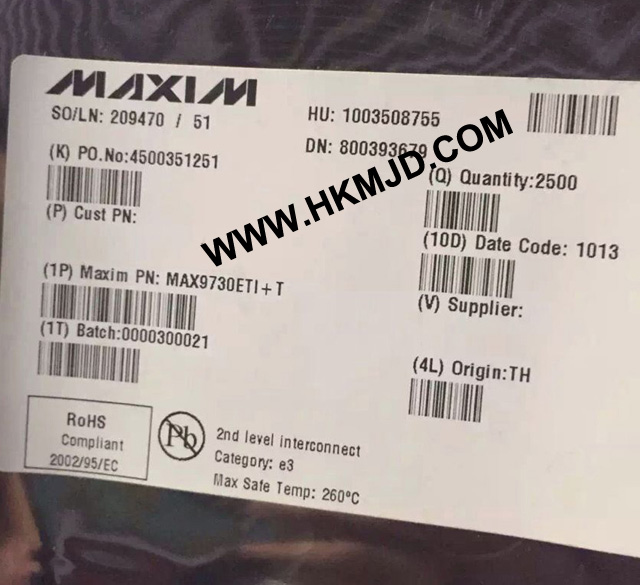 MAXIM
SO/LN: 209470 / 51
HU: 1003508755
DN: 800393679
(K) PO.No:4500351251
(Q) Quantity:2500
(P) Cust PN:
WWW.HKMJD.COM
(10D) Date Code: 1013
(1P) Maxim PN: MAX9730ETI+T
(V) Supplier:
(1T) Batch:0000300021
(4L) Origin:TH
RoHS
Compliant
2002/95/EC
Pb
2nd level interconnect
Category: e3
Max Safe Temp: 260ºC